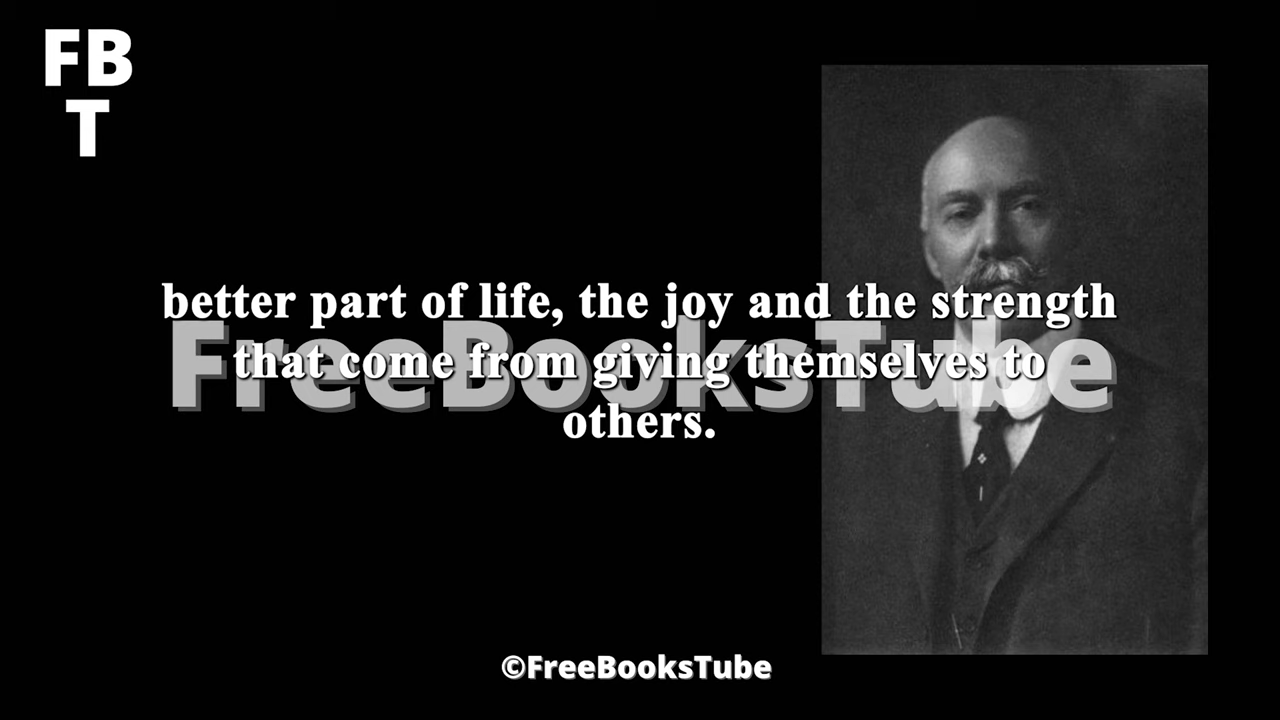 FB
T
better part of life, the joy and the strength
FreeBooksTube
that come from giving themselves to
others.
©FreeBooksTube